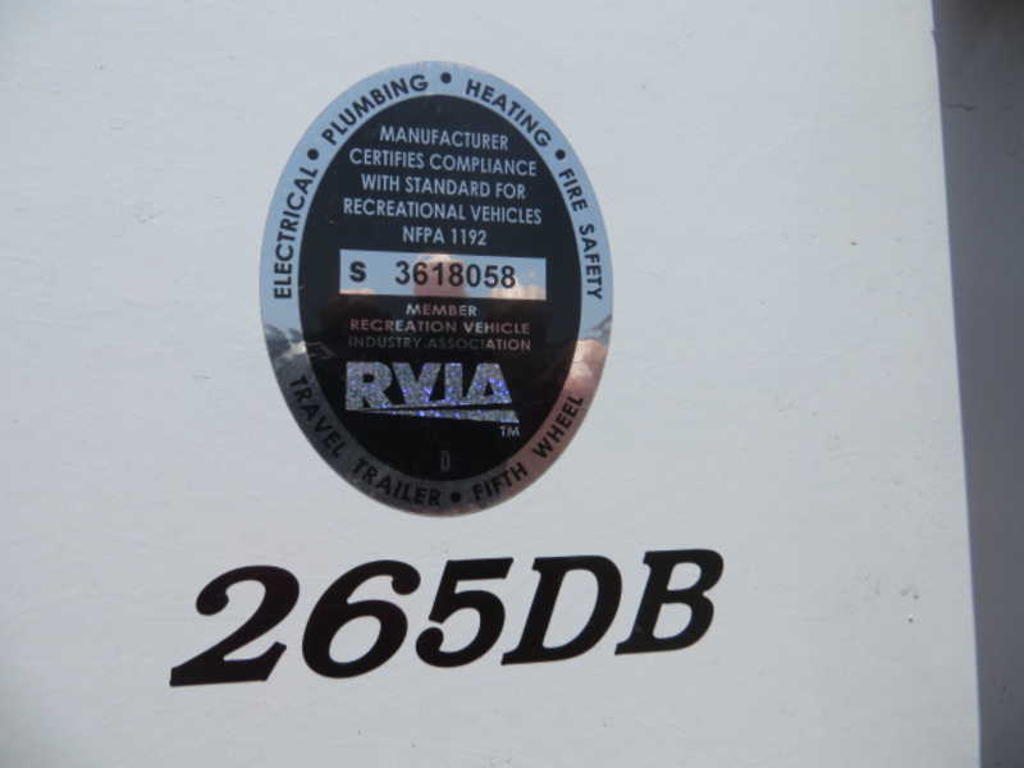 ELECTRICAL • PLUMBING • HEATING • FIRE SAFETY
MANUFACTURER
CERTIFIES COMPLIANCE
WITH STANDARD FOR
RECREATIONAL VEHICLES
NFPA 1192
S 3618058
MEMBER
RECREATION VEHICLE
INDUSTRY ASSOCIATION
RVIA
TM
D
TRAVEL TRAILER • FIFTH WHEEL
265DB